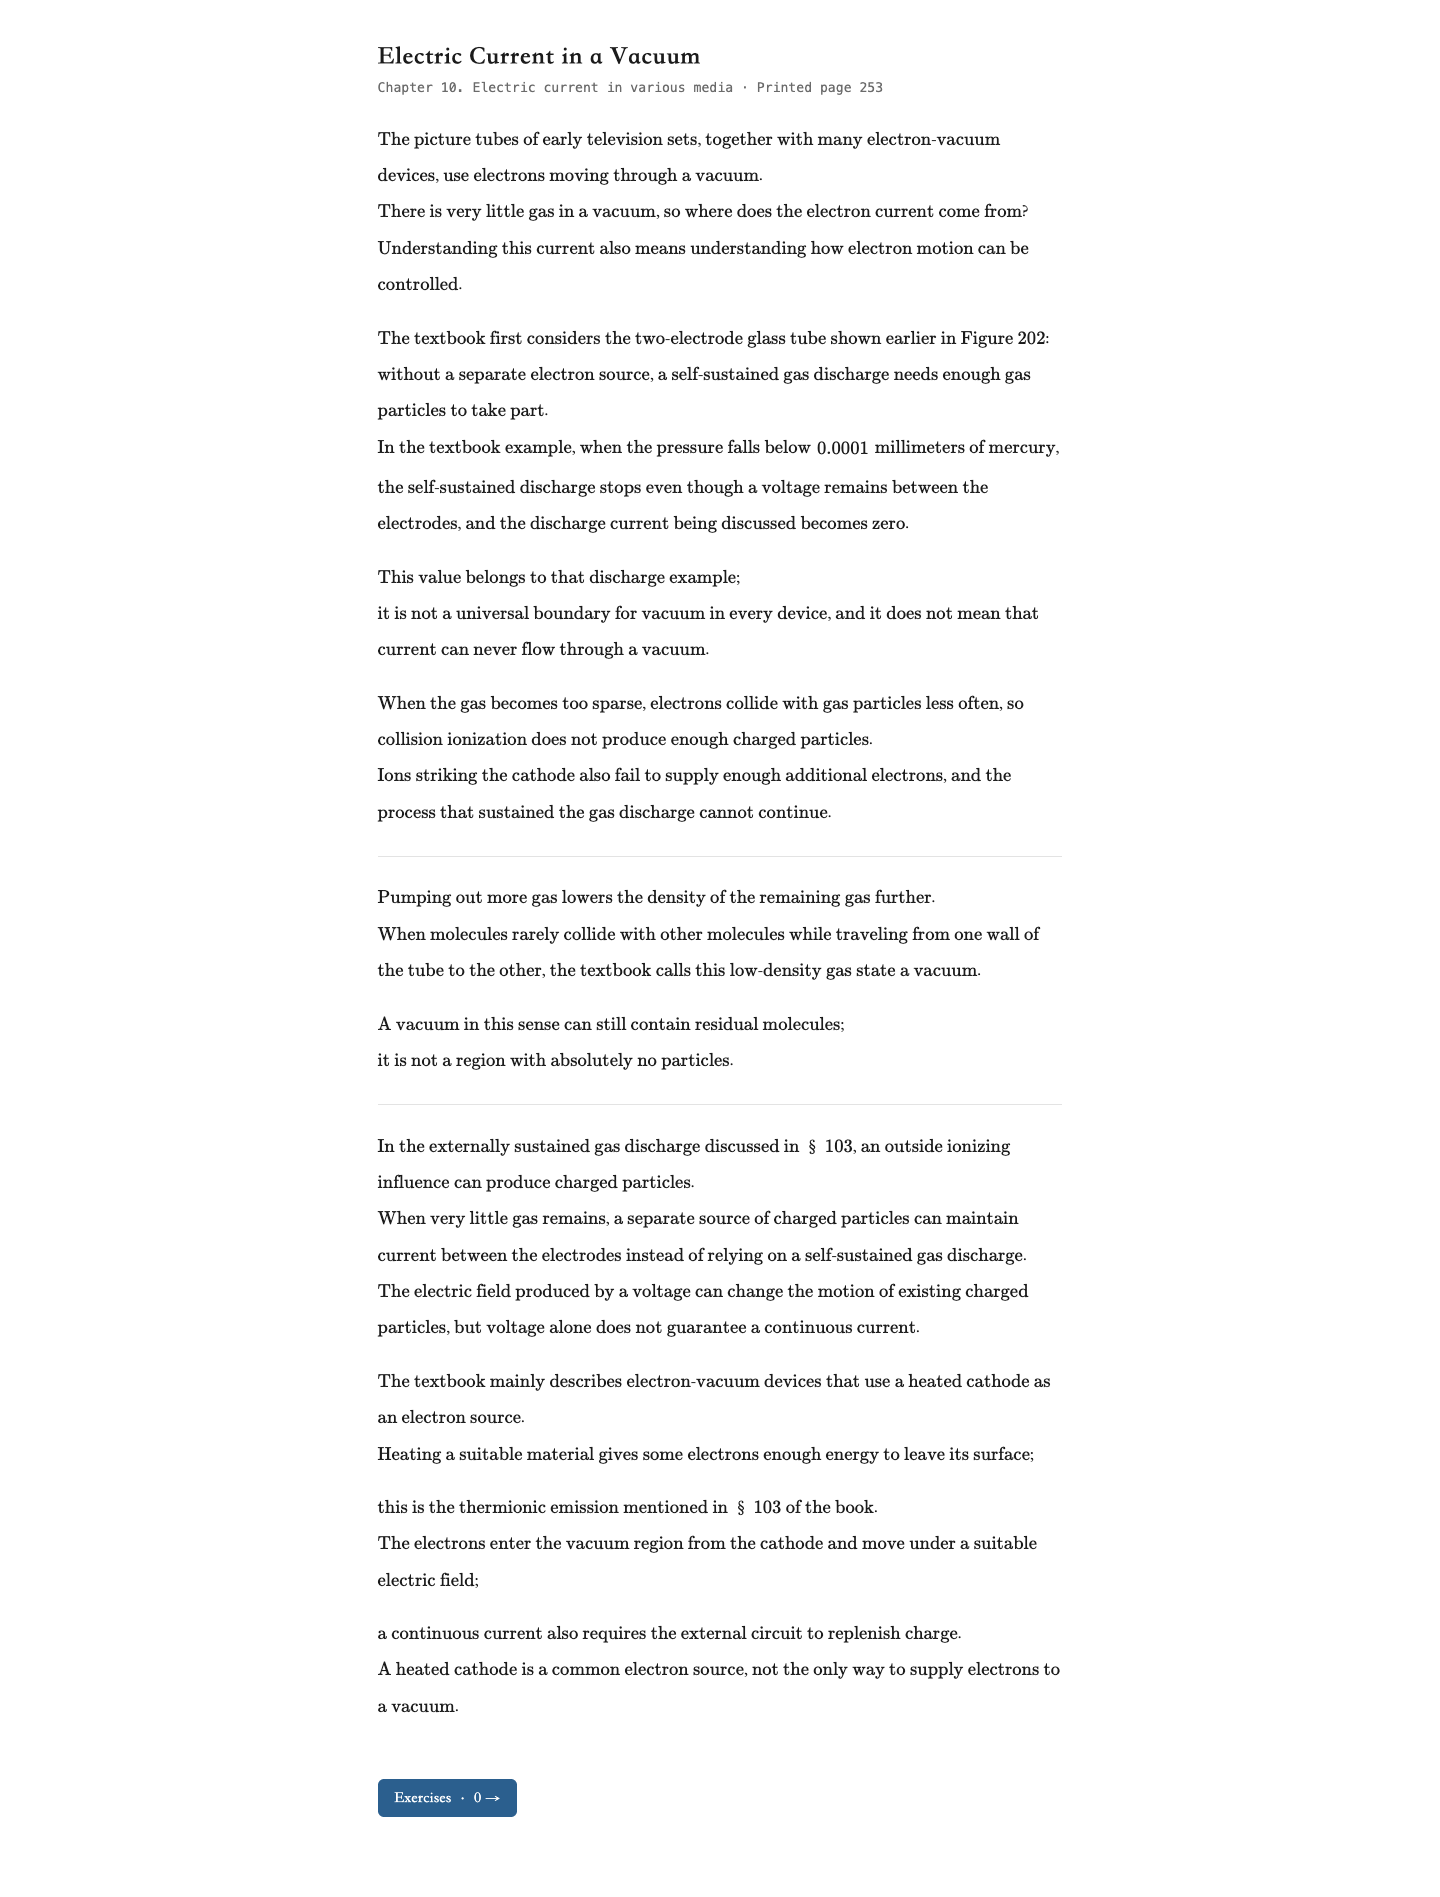 Electric Current in a Vacuum
Chapter 10. Electric current in various media · Printed page 253
The picture tubes of early television sets, together with many electron-vacuum
devices, use electrons moving through a vacuum.
There is very little gas in a vacuum, so where does the electron current come from?
Understanding this current also means understanding how electron motion can be
controlled.
The textbook first considers the two-electrode glass tube shown earlier in Figure 202:
without a separate electron source, a self-sustained gas discharge needs enough gas
particles to take part.
In the textbook example, when the pressure falls below 0.0001 millimeters of mercury,
the self-sustained discharge stops even though a voltage remains between the
electrodes, and the discharge current being discussed becomes zero.
This value belongs to that discharge example;
it is not a universal boundary for vacuum in every device, and it does not mean that
current can never flow through a vacuum.
When the gas becomes too sparse, electrons collide with gas particles less often, so
collision ionization does not produce enough charged particles.
Ions striking the cathode also fail to supply enough additional electrons, and the
process that sustained the gas discharge cannot continue.
Pumping out more gas lowers the density of the remaining gas further.
When molecules rarely collide with other molecules while traveling from one wall of
the tube to the other, the textbook calls this low-density gas state a vacuum.
A vacuum in this sense can still contain residual molecules;
it is not a region with absolutely no particles.
In the externally sustained gas discharge discussed in § 103, an outside ionizing
influence can produce charged particles.
When very little gas remains, a separate source of charged particles can maintain
current between the electrodes instead of relying on a self-sustained gas discharge.
The electric field produced by a voltage can change the motion of existing charged
particles, but voltage alone does not guarantee a continuous current.
The textbook mainly describes electron-vacuum devices that use a heated cathode as
an electron source.
Heating a suitable material gives some electrons enough energy to leave its surface;
this is the thermionic emission mentioned in § 103 of the book.
The electrons enter the vacuum region from the cathode and move under a suitable
electric field;
a continuous current also requires the external circuit to replenish charge.
A heated cathode is a common electron source, not the only way to supply electrons to
a vacuum.
Exercises · 0 →